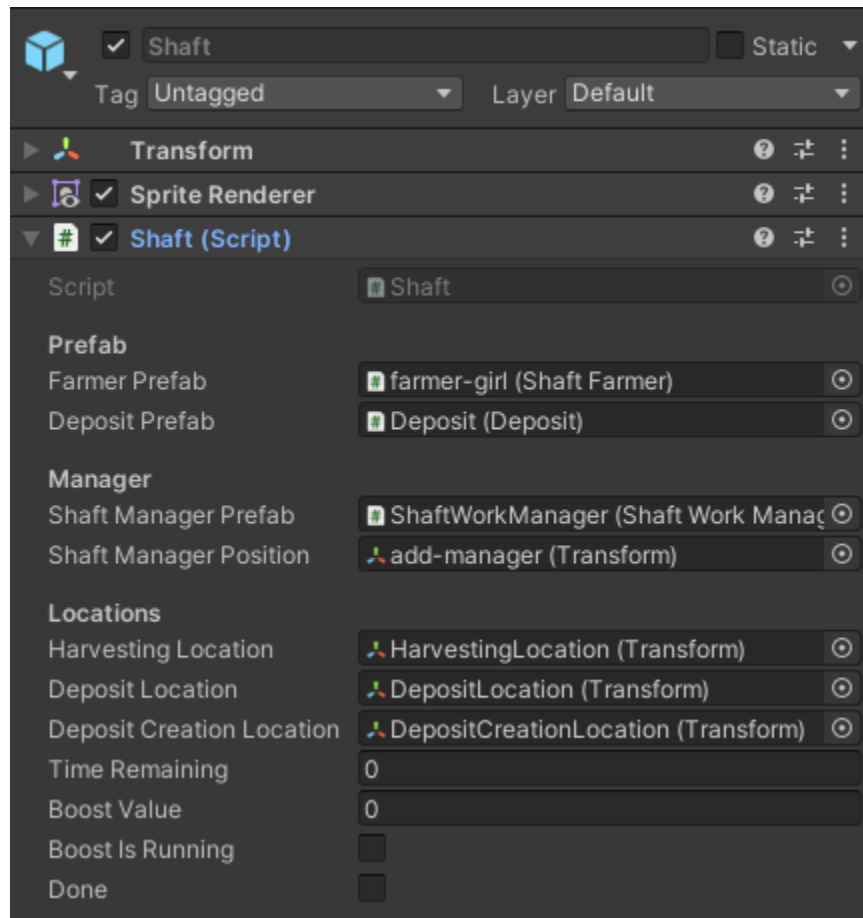 Shaft Static
Tag Untagged Layer Default
Transform
Sprite Renderer
# Shaft (Script)
Script # Shaft
Prefab
Farmer Prefab # farmer-girl (Shaft Farmer)
Deposit Prefab # Deposit (Deposit)
Manager
Shaft Manager Prefab # ShaftWorkManager (Shaft Work Manag
Shaft Manager Position add-manager (Transform)
Locations
Harvesting Location HarvestingLocation (Transform)
Deposit Location DepositLocation (Transform)
Deposit Creation Location DepositCreationLocation (Transform)
Time Remaining 0
Boost Value 0
Boost Is Running
Done